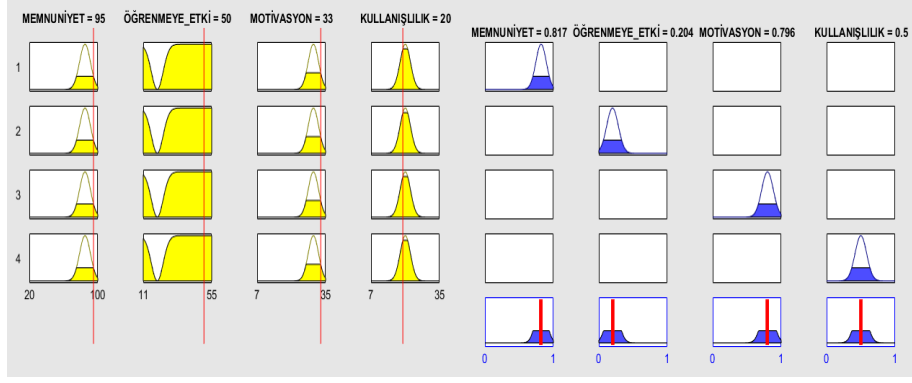 MEMNUNİYET = 95
ÖĞRENMEYE_ETKİ = 50
MOTİVASYON = 33
KULLANIŞLILIK = 20
MEMNUNİYET = 0.817
ÖĞRENMEYE_ETKİ = 0.204
MOTİVASYON = 0.796
KULLANIŞLILIK = 0.5
1
2
3
4
20 100
11 55
7 35
7 35
0 1
0 1
0 1
0 1